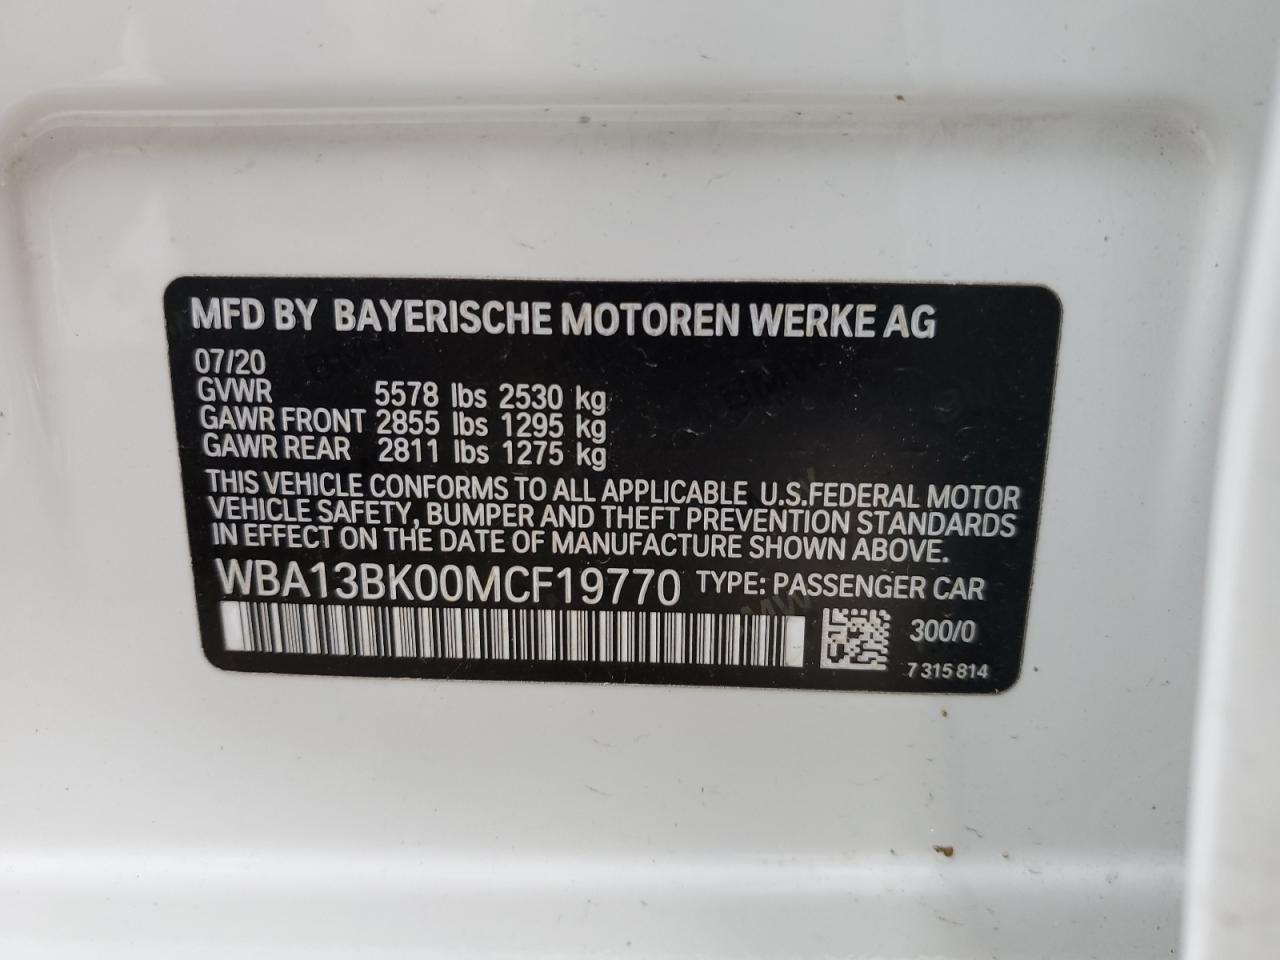 MFD BY BAYERISCHE MOTOREN WERKE AG
07/20
GVWR 5578 lbs 2530 kg
GAWR FRONT 2855 lbs 1295 kg
GAWR REAR 2811 lbs 1275 kg
THIS VEHICLE CONFORMS TO ALL APPLICABLE U.S.FEDERAL MOTOR
VEHICLE SAFETY, BUMPER AND THEFT PREVENTION STANDARDS
IN EFFECT ON THE DATE OF MANUFACTURE SHOWN ABOVE.
WBA13BK00MCF19770 TYPE: PASSENGER CAR
300/0
7 315 814